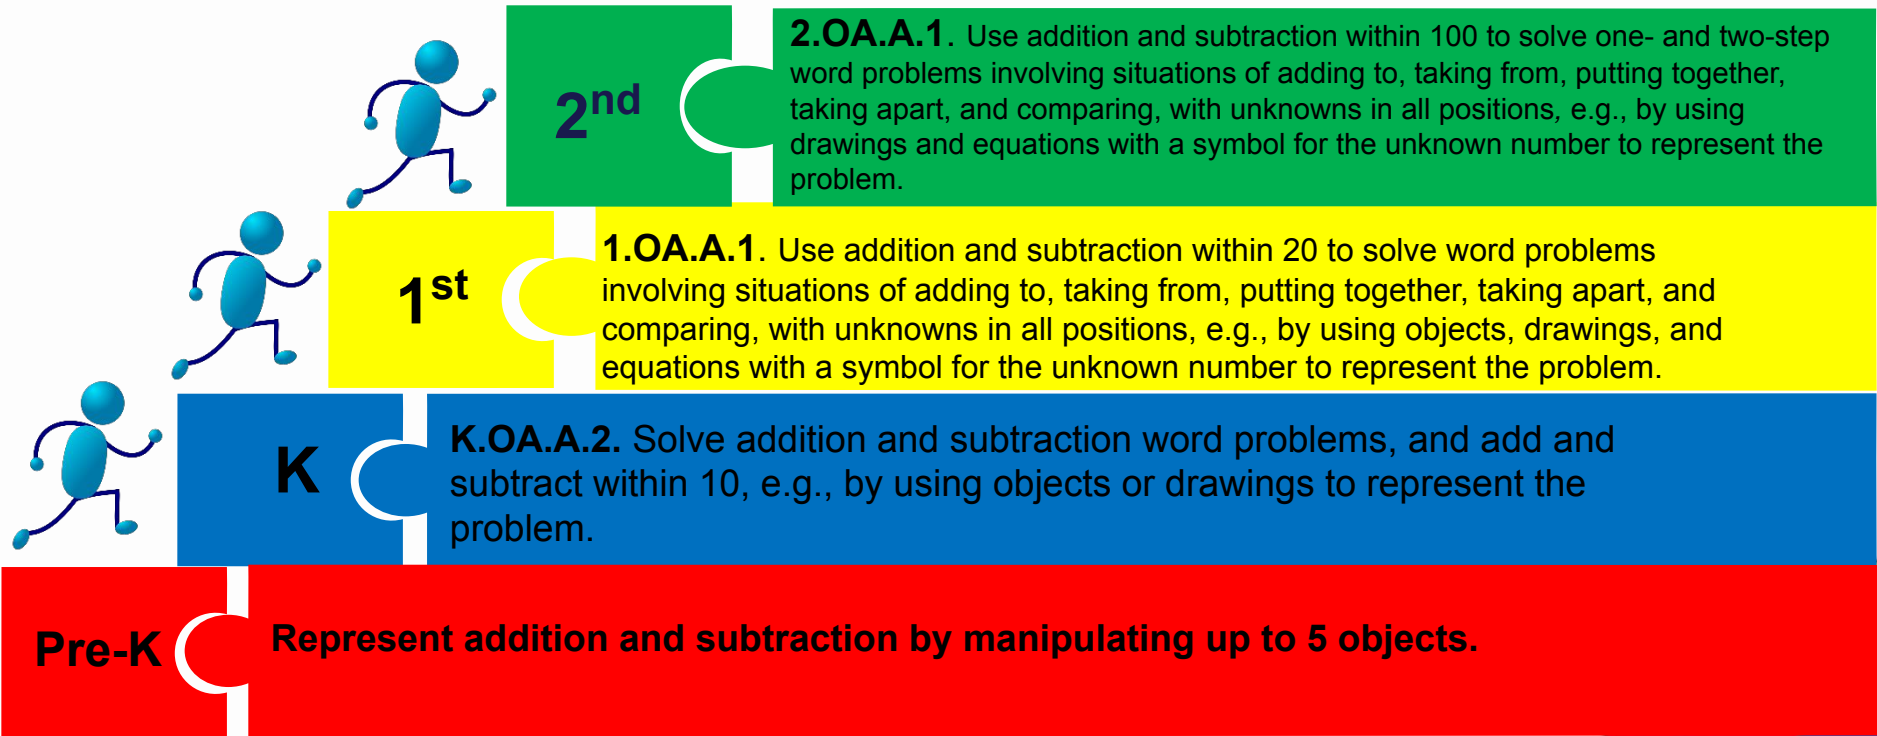 2nd
2.OA.A.1. Use addition and subtraction within 100 to solve one- and two-step
word problems involving situations of adding to, taking from, putting together,
taking apart, and comparing, with unknowns in all positions, e.g., by using
drawings and equations with a symbol for the unknown number to represent the
problem.
1st
1.OA.A.1. Use addition and subtraction within 20 to solve word problems
involving situations of adding to, taking from, putting together, taking apart, and
comparing, with unknowns in all positions, e.g., by using objects, drawings, and
equations with a symbol for the unknown number to represent the problem.
K
K.OA.A.2. Solve addition and subtraction word problems, and add and
subtract within 10, e.g., by using objects or drawings to represent the
problem.
Pre-K
Represent addition and subtraction by manipulating up to 5 objects.